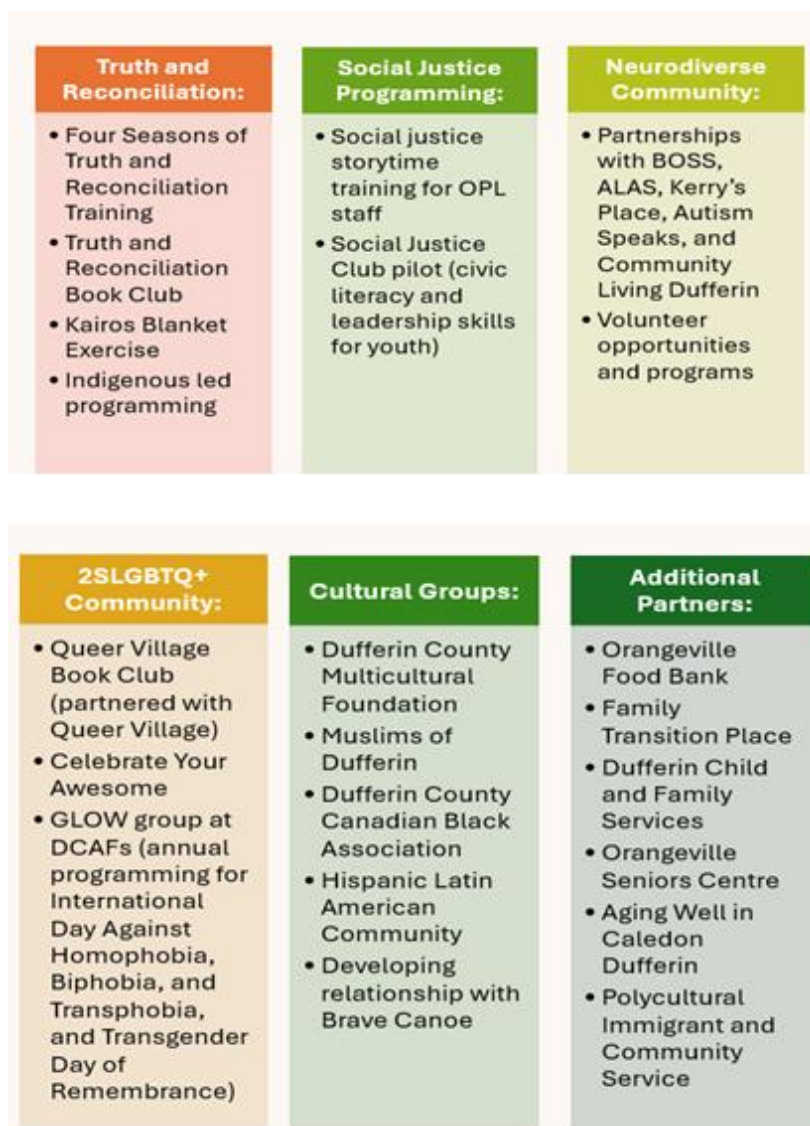 Truth and
Reconciliation:
• Four Seasons of
Truth and
Reconciliation
Training
• Truth and
Reconciliation
Book Club
• Kairos Blanket
Exercise
• Indigenous led
programming
Social Justice
Programming:
• Social justice
storytime
training for OPL
staff
• Social Justice
Club pilot (civic
literacy and
leadership skills
for youth)
Neurodiverse
Community:
• Partnerships
with BOSS,
ALAS, Kerry's
Place, Autism
Speaks, and
Community
Living Dufferin
• Volunteer
opportunities
and programs
2SLGBTQ+
Community:
• Queer Village
Book Club
(partnered with
Queer Village)
• Celebrate Your
Awesome
• GLOW group at
DCAFs (annual
programming for
International
Day Against
Homophobia,
Biphobia, and
Transphobia,
and Transgender
Day of
Remembrance)
Cultural Groups:
• Dufferin County
Multicultural
Foundation
• Muslims of
Dufferin
• Dufferin County
Canadian Black
Association
• Hispanic Latin
American
Community
• Developing
relationship with
Brave Canoe
Additional
Partners:
• Orangeville
Food Bank
• Family
Transition Place
• Dufferin Child
and Family
Services
• Orangeville
Seniors Centre
• Aging Well in
Caledon
Dufferin
• Polycultural
Immigrant and
Community
Service